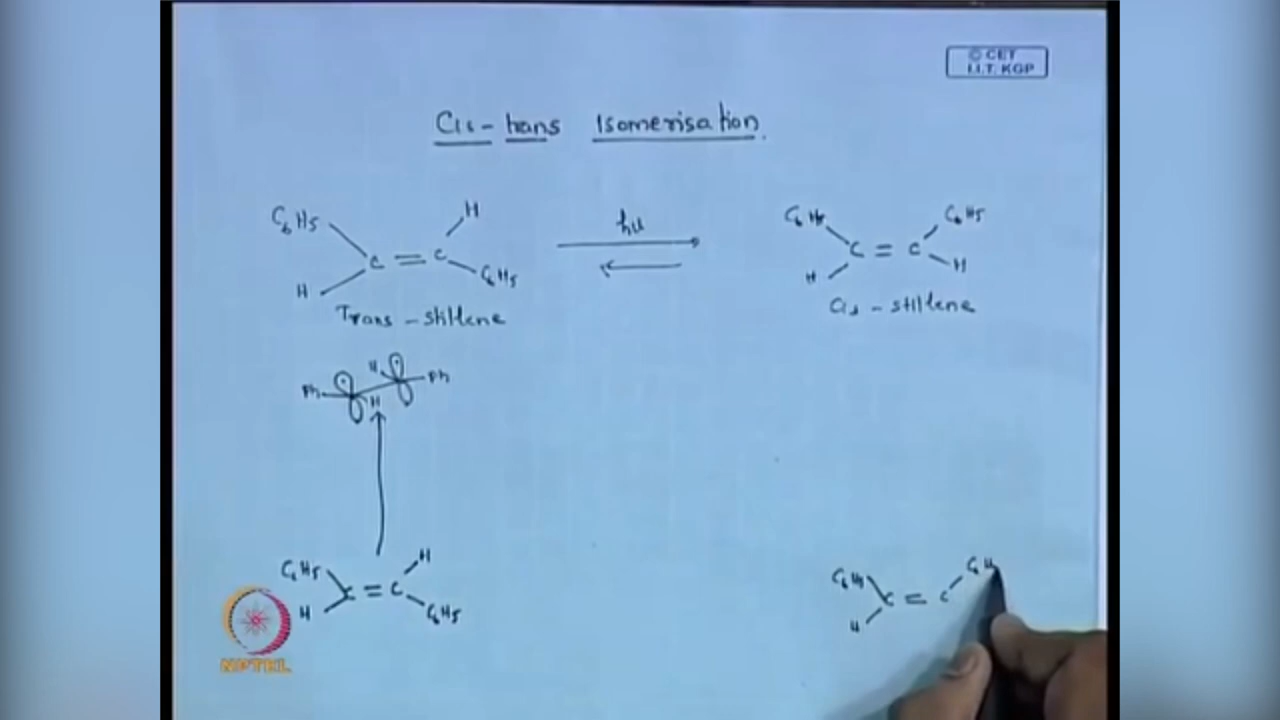 © CET
I.I.T. KGP
Cis - trans Isomerisation.
C6H5 H hν C6H5 C6H5
C = C C = C
H C6H5 H H
Trans - stilbene Cis - stilbene
H Ph
Ph H
C6H5 H C6H5 C6H
C = C C = C
H C6H5 H
NPTEL